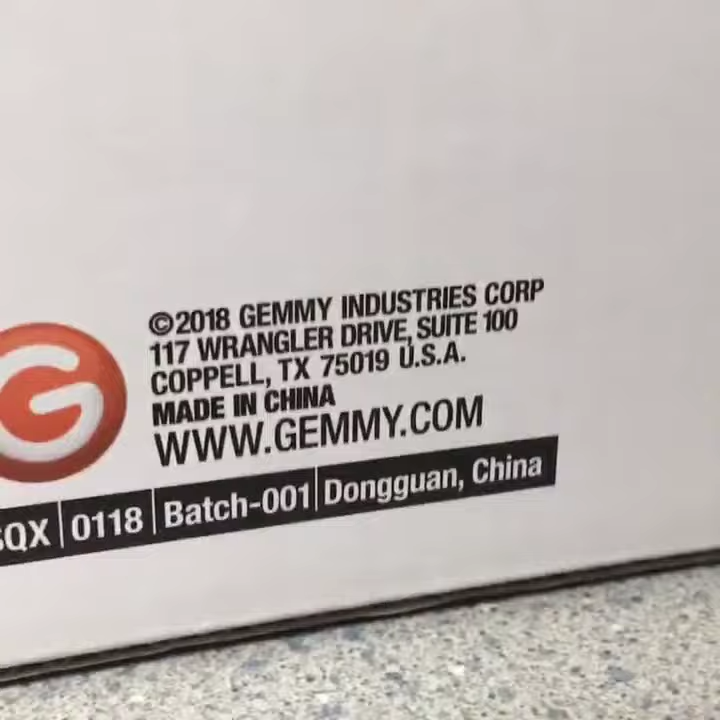 ©2018 GEMMY INDUSTRIES CORP
117 WRANGLER DRIVE, SUITE 100
COPPELL, TX 75019 U.S.A.
MADE IN CHINA
WWW.GEMMY.COM
G
0118 Batch-001 Dongguan, China